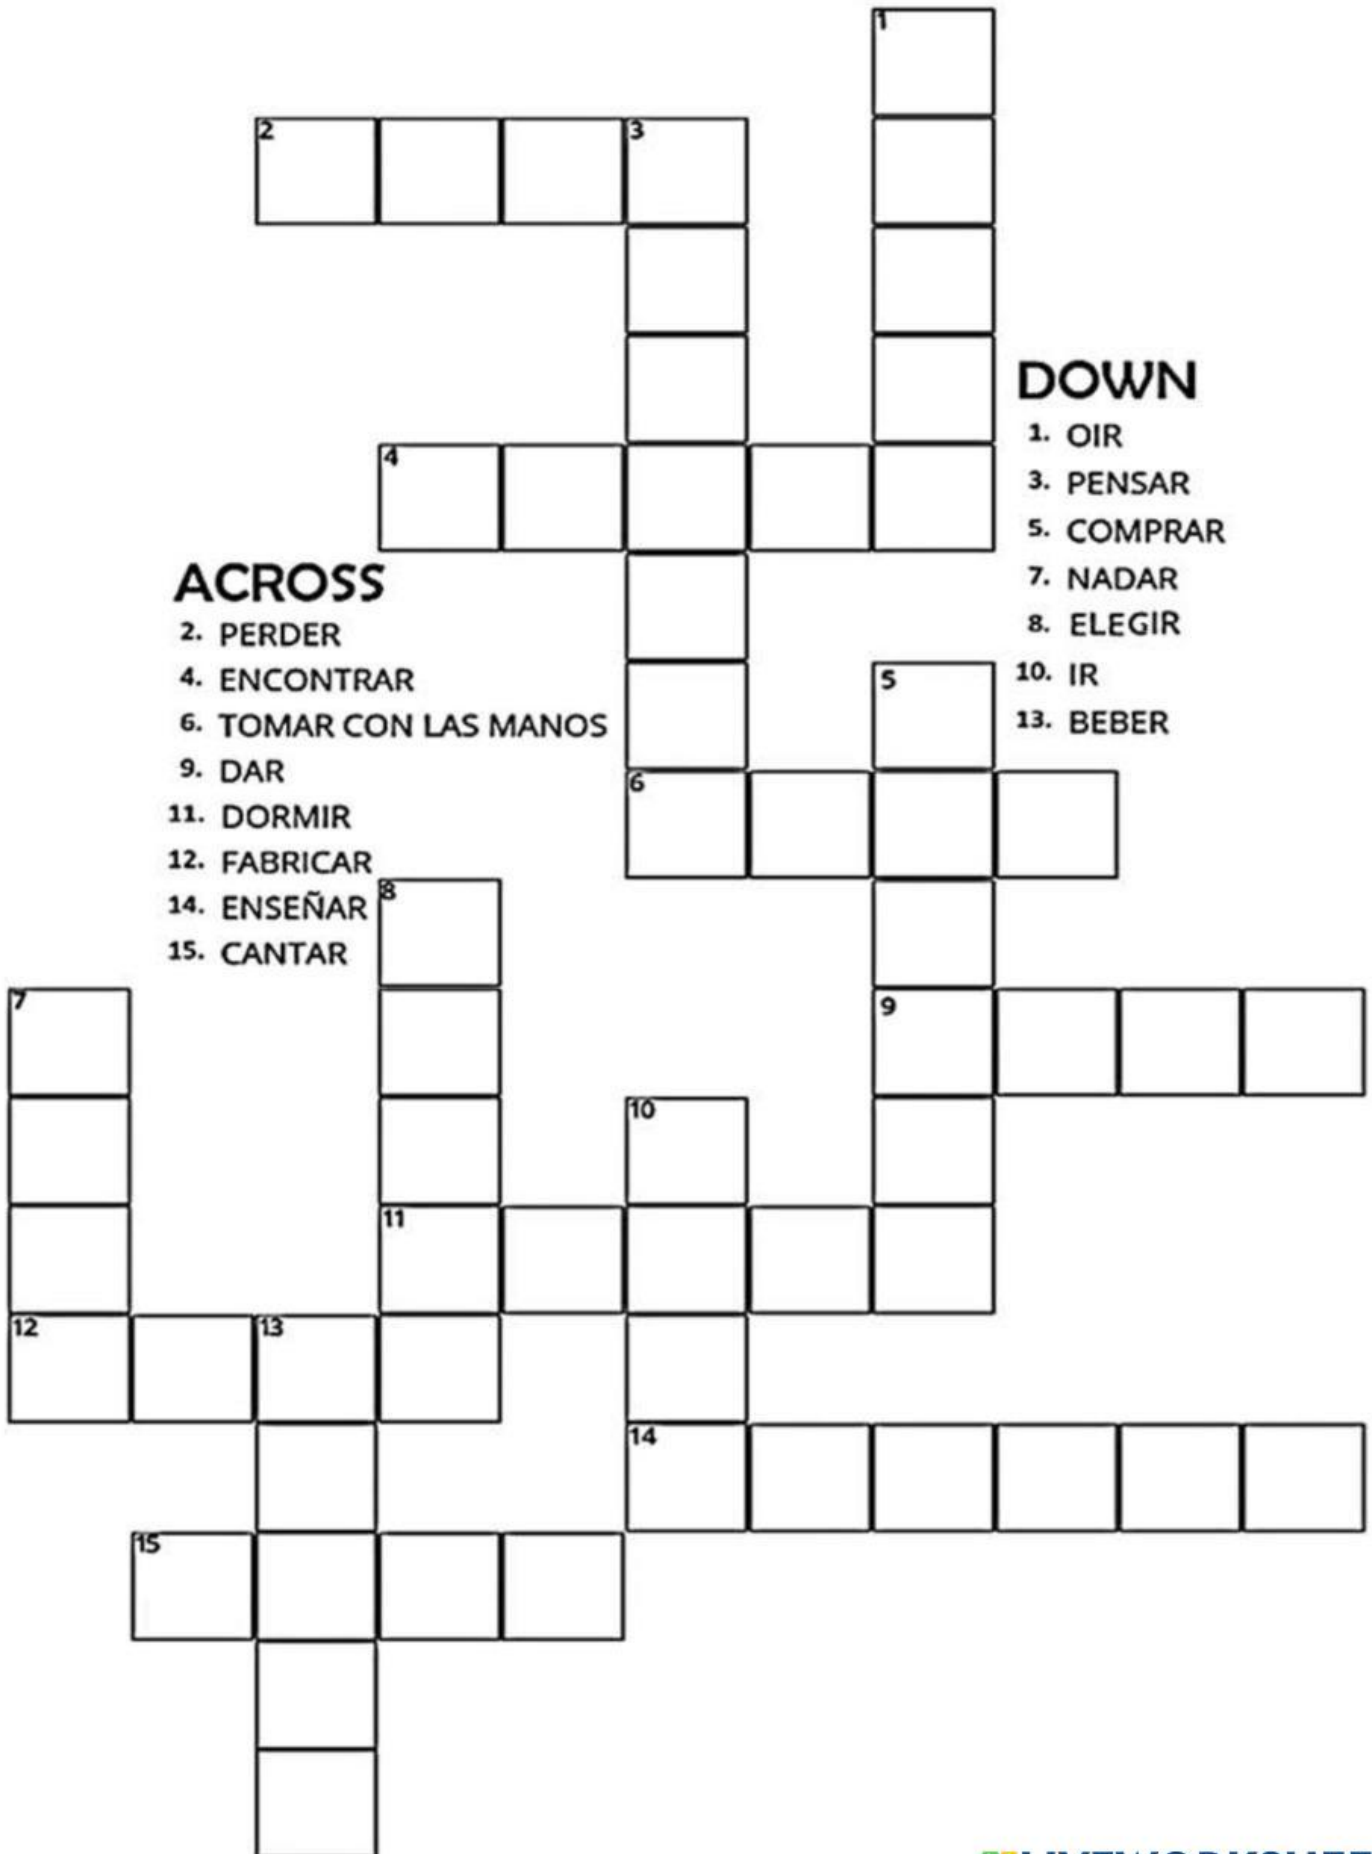 1
2
3
4
DOWN
1. OIR
3. PENSAR
5. COMPRAR
7. NADAR
8. ELEGIR
10. IR
13. BEBER
ACROSS
2. PERDER
4. ENCONTRAR
6. TOMAR CON LAS MANOS
9. DAR
11. DORMIR
12. FABRICAR
14. ENSEÑAR
15. CANTAR
5
6
8
7
9
10
11
12
13
14
15